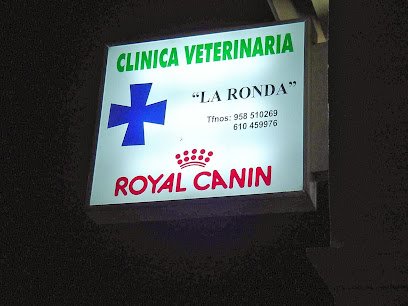 CLINICA VETERINARIA
“LA RONDA”
Tfnos: 958 510269
610 459976
ROYAL CANIN